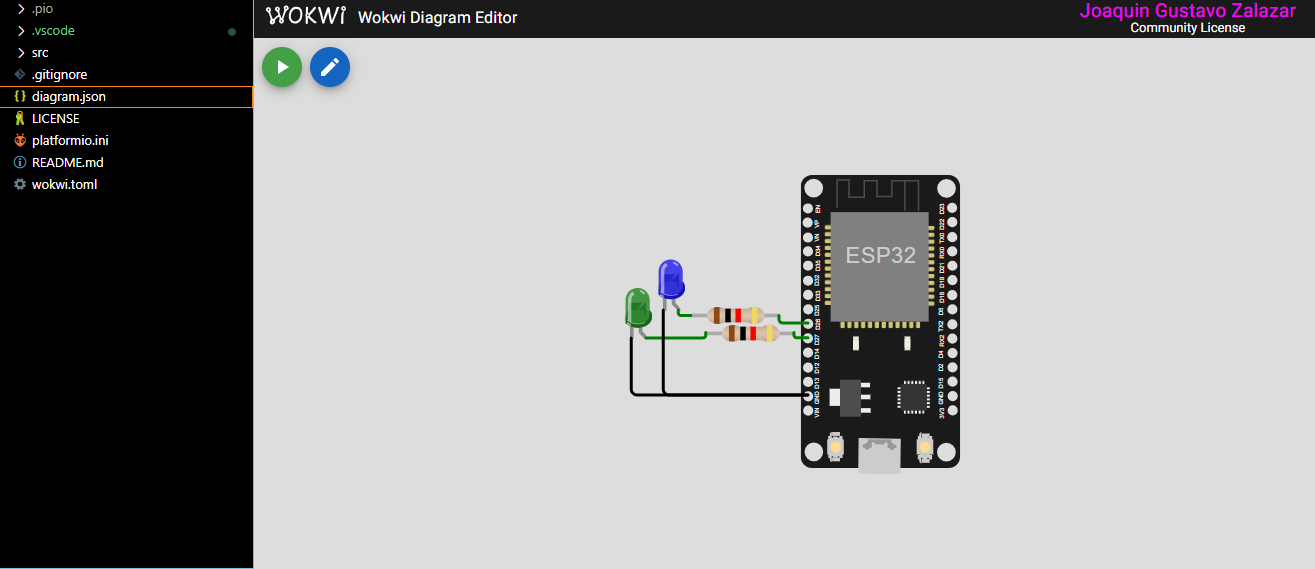 .pio
.vscode
src
.gitignore
diagram.json
LICENSE
platformio.ini
README.md
wokwi.toml
WOKWI Wokwi Diagram Editor
Joaquin Gustavo Zalazar
Community License
ESP32
EN
VP
VN
D34
D35
D32
D33
D25
D26
D27
D14
D12
D13
GND
VIN
D23
D22
TX0
RX0
D21
D19
D18
D5
TX2
RX2
D4
D2
D15
GND
3V3